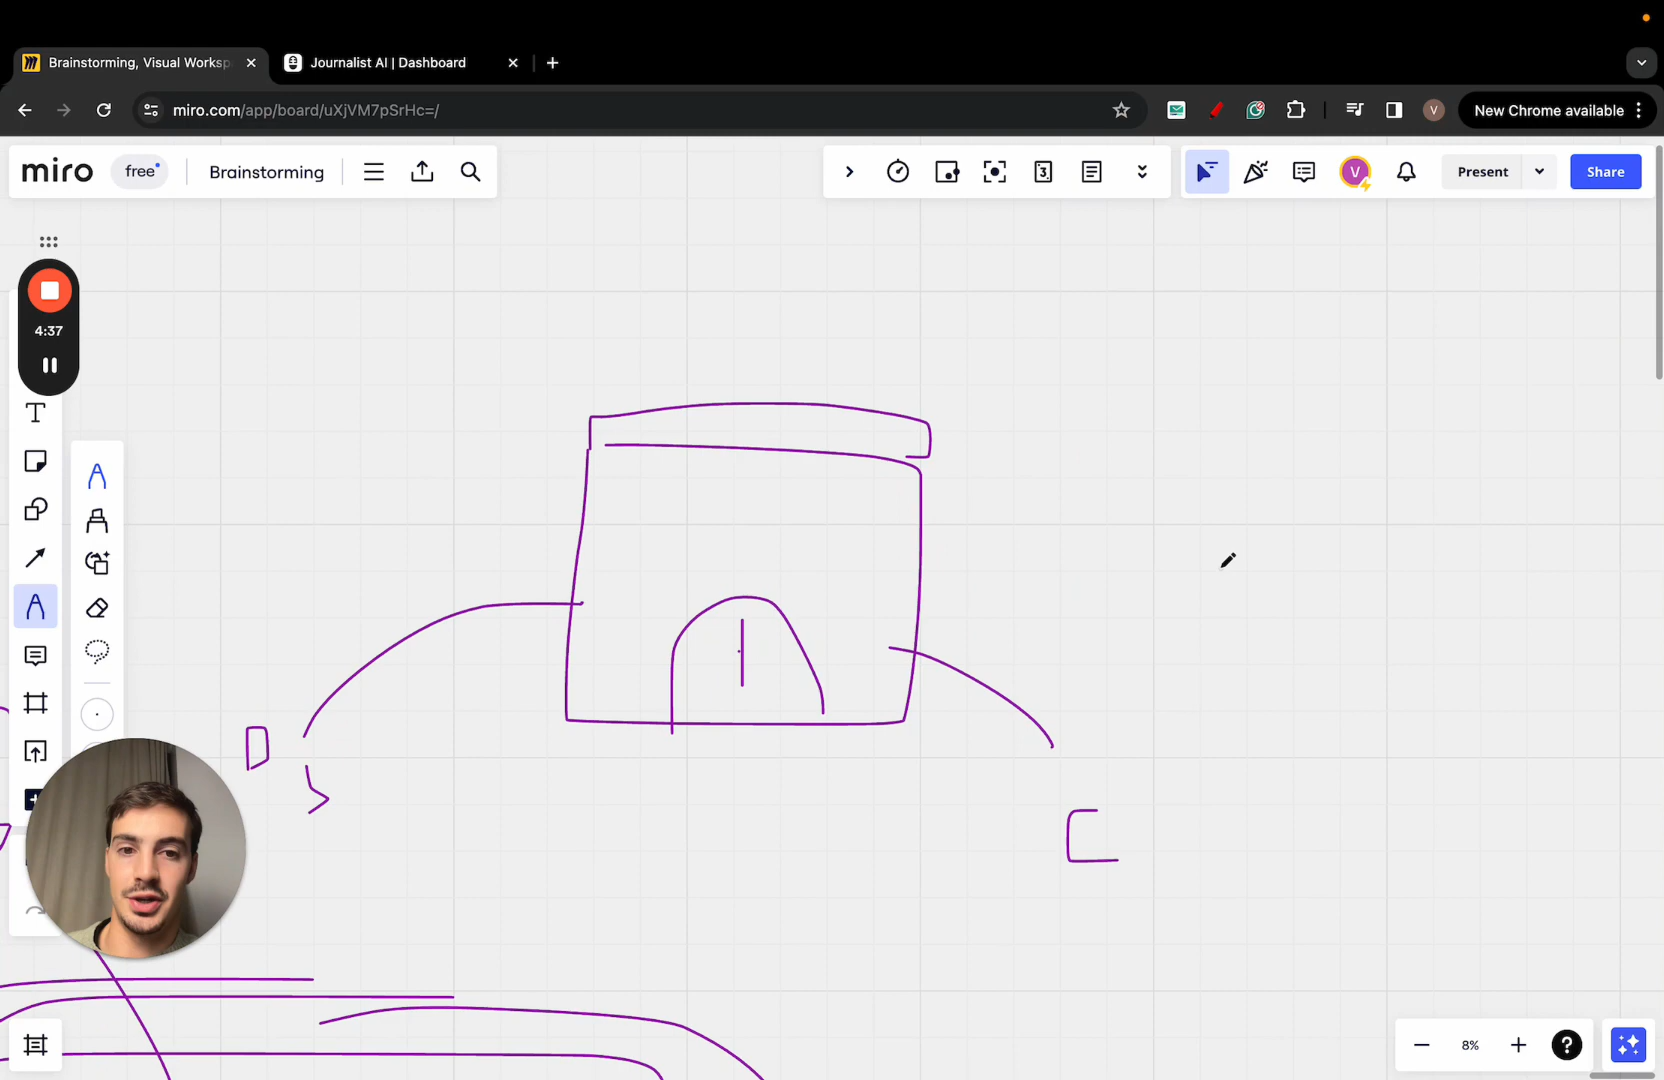 Brainstorming, Visual Worksp
Journalist AI | Dashboard
miro.com/app/board/uXjVM7pSrHc=/
V
New Chrome available
miro
free
Brainstorming
3
V
Present
Share
4:37
T
D
C
8%
?